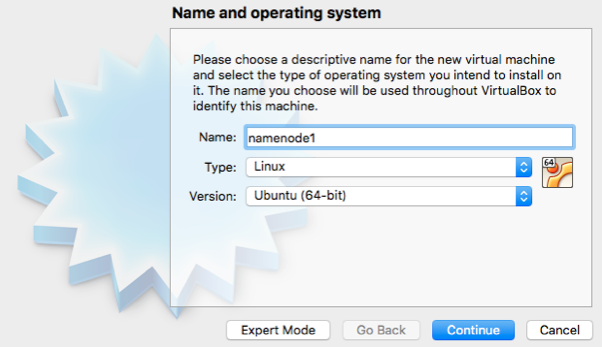 Name and operating system
Please choose a descriptive name for the new virtual machine
and select the type of operating system you intend to install on
it. The name you choose will be used throughout VirtualBox to
identify this machine.
Name: namenode1
Type: Linux
64
Version: Ubuntu (64-bit)
Expert Mode Go Back Continue Cancel